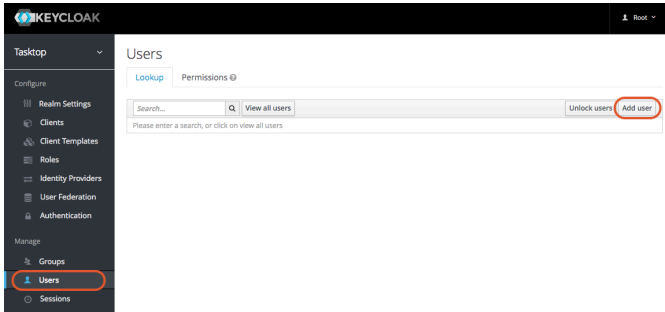 KEYCLOAK
Root
Tasktop
Users
Lookup Permissions
Configure
Search... View all users Unlock users Add user
Please enter a search, or click on view all users
Realm Settings
Clients
Client Templates
Roles
Identity Providers
User Federation
Authentication
Manage
Groups
Users
Sessions